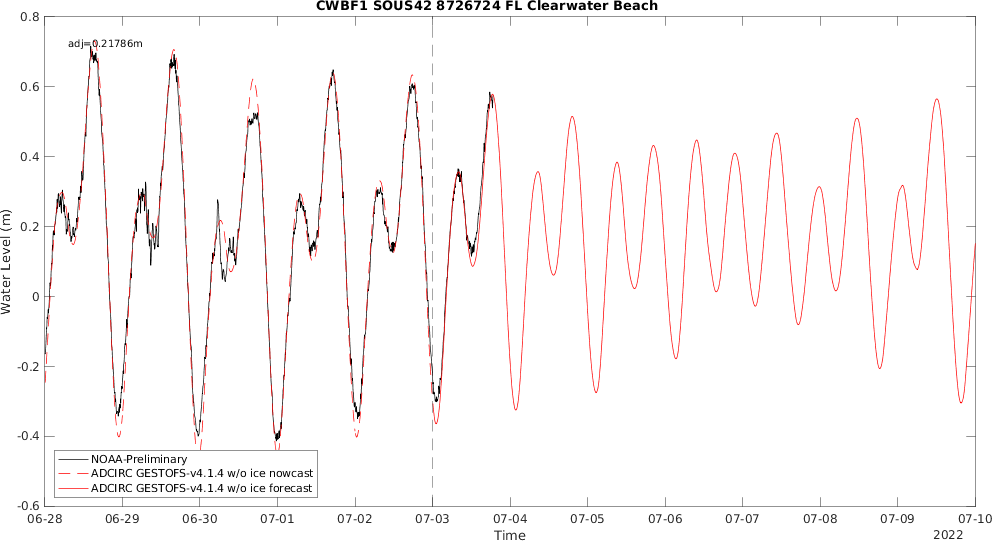 CWBF1 SOUS42 8726724 FL Clearwater Beach
adj=0.21786m
Water Level (m)
0.8
0.6
0.4
0.2
0
-0.2
-0.4
-0.6
NOAA-Preliminary
ADCIRC GESTOFS-v4.1.4 w/o ice nowcast
ADCIRC GESTOFS-v4.1.4 w/o ice forecast
06-28 06-29 06-30 07-01 07-02 07-03 07-04 07-05 07-06 07-07 07-08 07-09 07-10
Time
2022